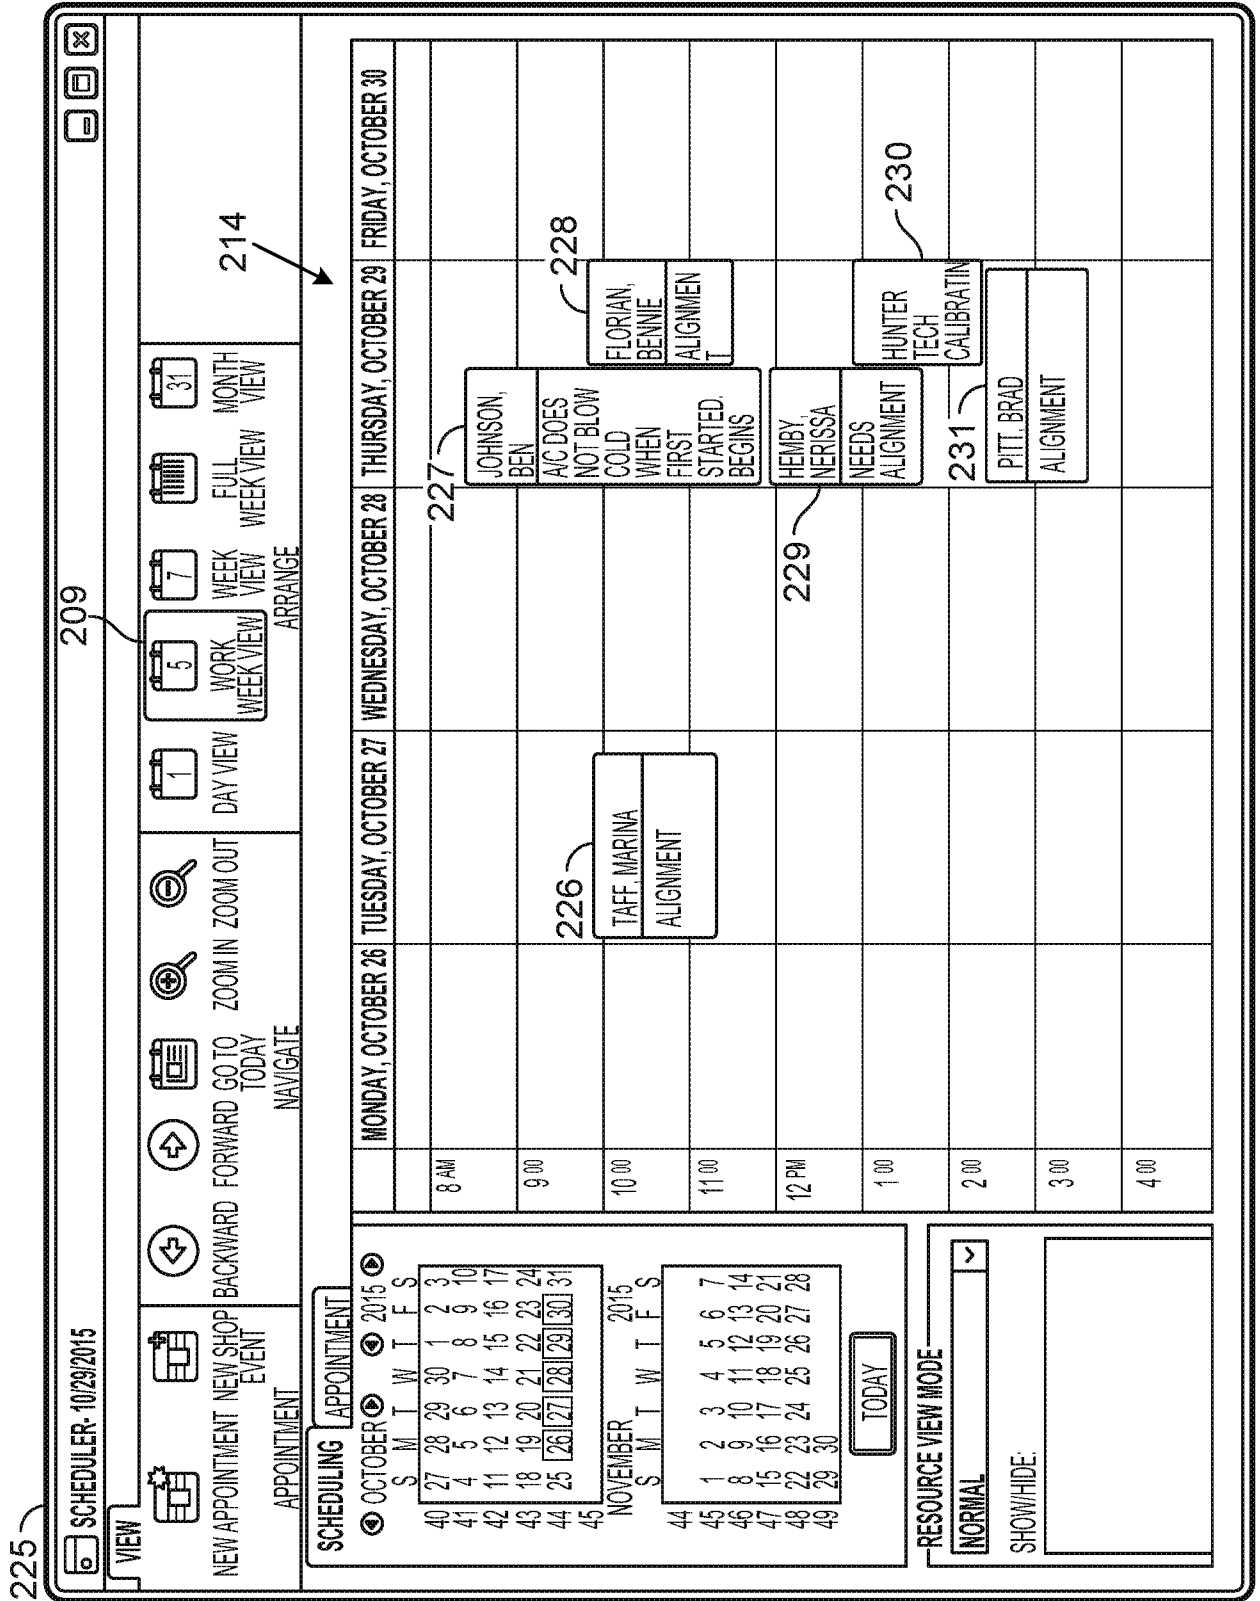 225
SCHEDULER- 10/29/2015
VIEW
209
1
5
7
31
NEW APPOINTMENT NEW SHOP EVENT
BACKWARD FORWARD GO TO TODAY ZOOM IN ZOOM OUT
DAY VIEW WORK WEEK VIEW WEEK VIEW FULL WEEK VIEW MONTH VIEW
APPOINTMENT
NAVIGATE
ARRANGE
214
SCHEDULING APPOINTMENT
OCTOBER 2015
S M T W T F S
40 27 28 29 30 1 2 3
41 4 5 6 7 8 9 10
42 11 12 13 14 15 16 17
43 18 19 20 21 22 23 24
44 25 26 27 28 29 30 31
45
NOVEMBER 2015
S M T W T F S
44
45 1 2 3 4 5 6 7
46 8 9 10 11 12 13 14
47 15 16 17 18 19 20 21
48 22 23 24 25 26 27 28
49 29 30
TODAY
RESOURCE VIEW MODE
NORMAL
SHOW/HIDE:
MONDAY, OCTOBER 26 TUESDAY, OCTOBER 27 WEDNESDAY, OCTOBER 28 THURSDAY, OCTOBER 29 FRIDAY, OCTOBER 30
8 AM
9 00
10 00
11 00
12 PM
1 00
2 00
3 00
4 00
226
TAFF, MARINA
ALIGNMENT
227
JOHNSON,
BEN
A/C DOES
NOT BLOW
COLD
WHEN
FIRST
STARTED.
BEGINS
228
FLORIAN,
BENNIE
ALIGNMEN
T
229
HEMBY,
NERISSA
NEEDS
ALIGNMENT
230
HUNTER
TECH
CALIBRATIN
231
PITT, BRAD
ALIGNMENT